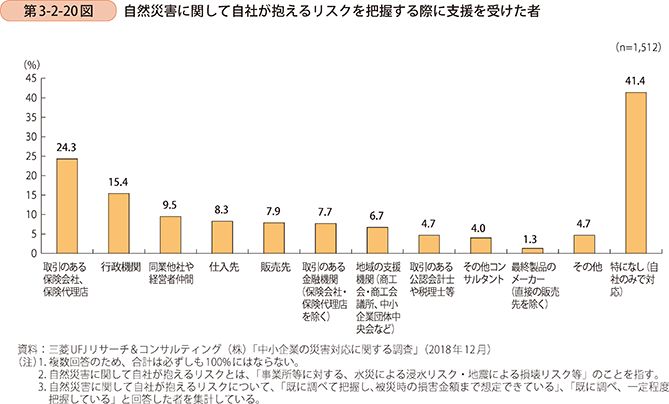 第3-2-20図 自然災害に関して自社が抱えるリスクを把握する際に支援を受けた者
(n=1,512)
(%)
45
40
35
30
25
20
15
10
5
0
24.3
15.4
9.5
8.3
7.9
7.7
6.7
4.7
4.0
1.3
4.7
41.4
取引のある
保険会社、
保険代理店
行政機関
同業他社や
経営者仲間
仕入先
販売先
取引のある
金融機関
(保険会社・
保険代理店
を除く)
地域の支援
機関(商工
会・商工会
議所、中小
企業団体中
央会など)
取引のある
公認会計士
や税理士等
その他コン
サルタント
最終製品の
メーカー
(直接の販売
先を除く)
その他
特になし(自
社のみで対
応)
資料:三菱UFJリサーチ&コンサルティング(株)「中小企業の災害対応に関する調査」(2018年12月)
(注)1. 複数回答のため、合計は必ずしも100%にはならない。
2. 自然災害に関して自社が抱えるリスクとは、「事業所等に対する、水災による浸水リスク・地震による損壊リスク等」のことを指す。
3. 自然災害に関して自社が抱えるリスクについて、「既に調べて把握し、被災時の損害金額まで想定できている」、「既に調べ、一定程度
把握している」と回答した者を集計している。